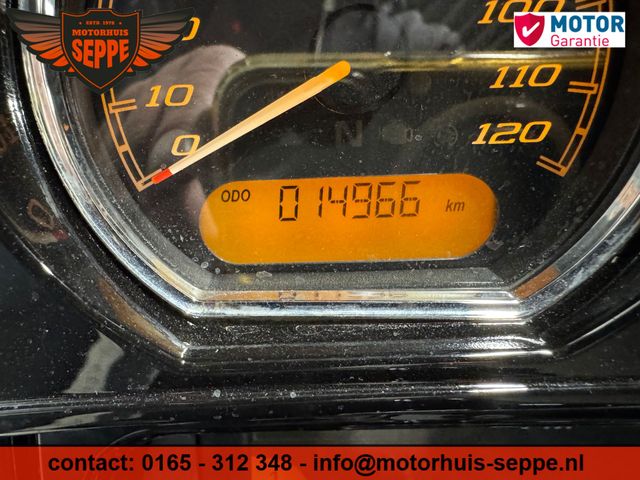 ESTD 1978
MOTORHUIS
SEPPE
MOTOR
Garantie
0
10
100
110
120
N
ODO 014966 km
contact: 0165 - 312 348 - info@motorhuis-seppe.nl